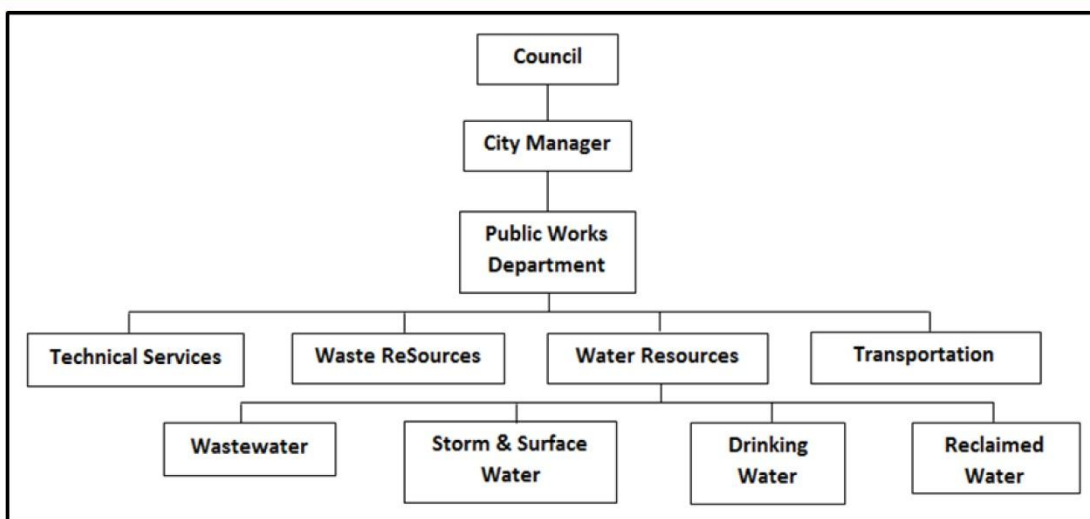 Council
City Manager
Public Works
Department
Technical Services
Waste ReSources
Water Resources
Transportation
Wastewater
Storm & Surface
Water
Drinking
Water
Reclaimed
Water